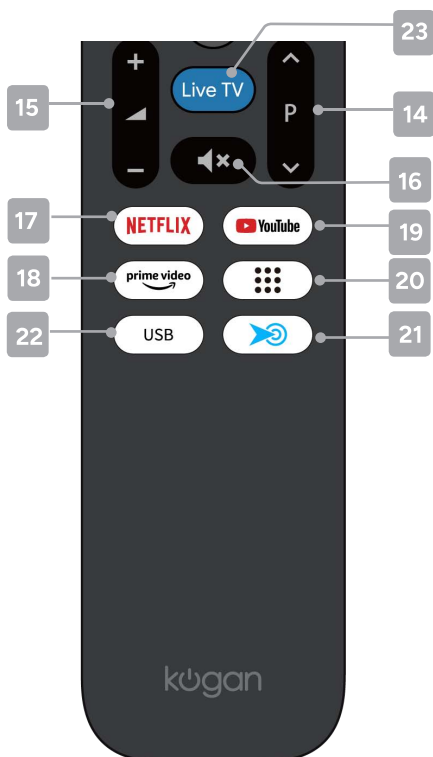 23
+
Live TV
15
P
14
−
16
17
NETFLIX
YouTube
19
18
prime video
20
22
USB
21
kogan